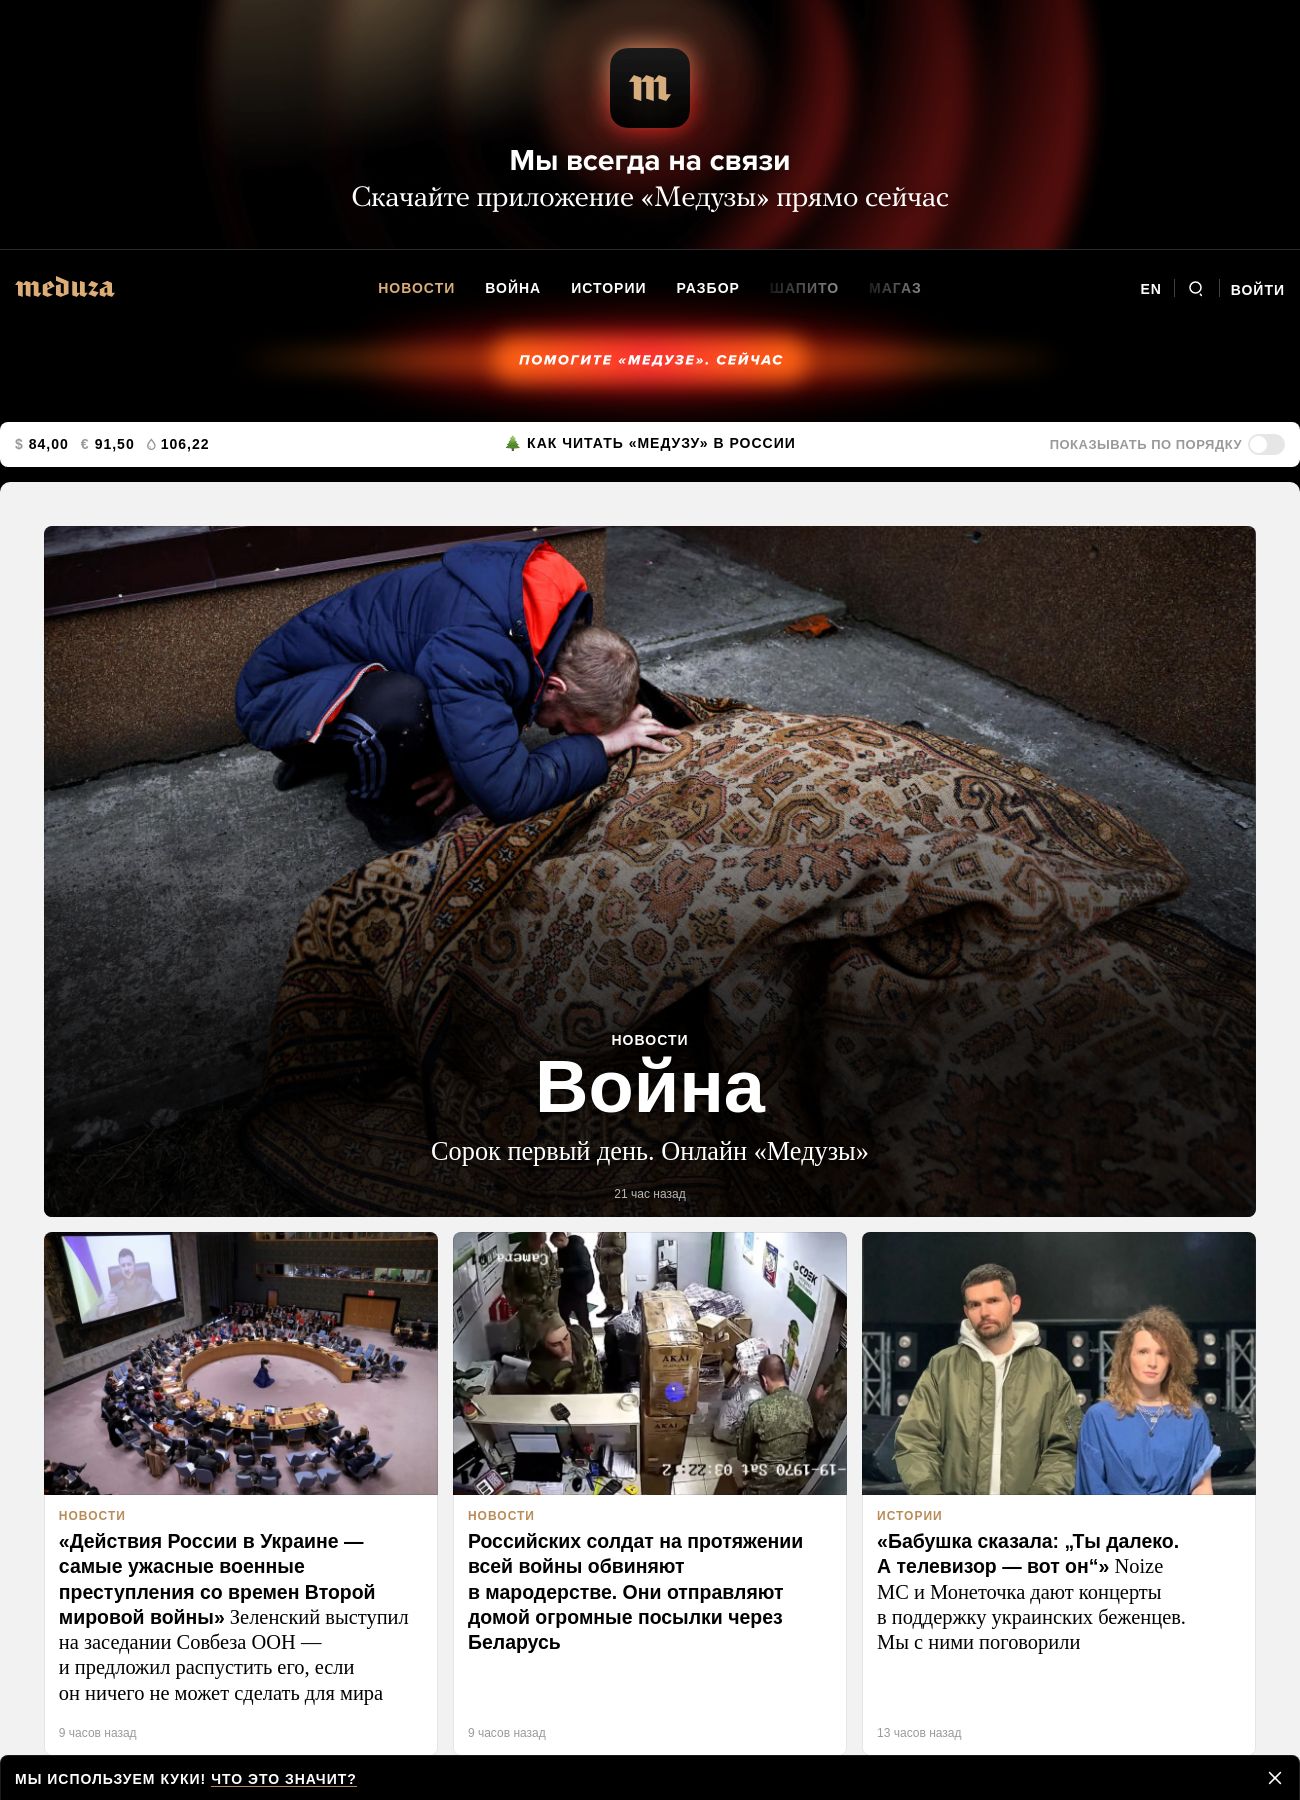 m
Мы всегда на связи
Скачайте приложение «Медузы» прямо сейчас
meduza
НОВОСТИ ВОЙНА ИСТОРИИ РАЗБОР ШАПИТО МАГАЗ
EN
ВОЙТИ
ПОМОГИТЕ «МЕДУЗЕ». СЕЙЧАС
$ 84,00 € 91,50 106,22
КАК ЧИТАТЬ «МЕДУЗУ» В РОССИИ
ПОКАЗЫВАТЬ ПО ПОРЯДКУ
НОВОСТИ
Война
Сорок первый день. Онлайн «Медузы»
21 час назад
НОВОСТИ
«Действия России в Украине —
самые ужасные военные
преступления со времен Второй
мировой войны» Зеленский выступил
на заседании Совбеза ООН —
и предложил распустить его, если
он ничего не может сделать для мира
9 часов назад
Camera
CDEK
AKAI
AKAI
-19-1970 Sat 03:22:
НОВОСТИ
Российских солдат на протяжении
всей войны обвиняют
в мародерстве. Они отправляют
домой огромные посылки через
Беларусь
9 часов назад
ИСТОРИИ
«Бабушка сказала: „Ты далеко.
А телевизор — вот он“» Noize
MC и Монеточка дают концерты
в поддержку украинских беженцев.
Мы с ними поговорили
13 часов назад
МЫ ИСПОЛЬЗУЕМ КУКИ! ЧТО ЭТО ЗНАЧИТ?